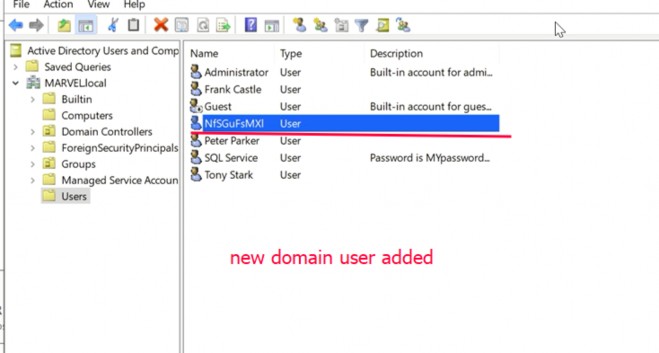 File Action View Help
Active Directory Users and Comp
Saved Queries
MARVEL.local
Builtin
Computers
Domain Controllers
ForeignSecurityPrincipals
Groups
Managed Service Accoun
Users
Name Type Description
Administrator User Built-in account for admi...
Frank Castle User
Guest User Built-in account for gues...
NfSGuFsMXl User
Peter Parker User
SQL Service User Password is MYpassword...
Tony Stark User
new domain user added